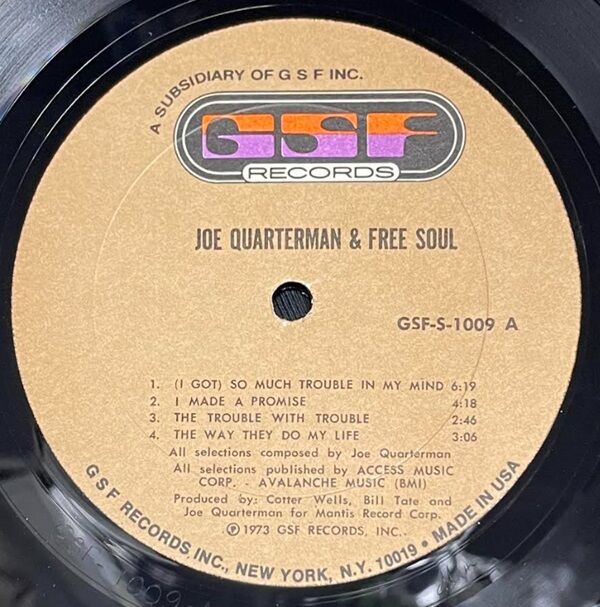 A SUBSIDIARY OF G S F INC.
GSF
RECORDS
JOE QUARTERMAN & FREE SOUL
GSF-S-1009 A
1. (I GOT) SO MUCH TROUBLE IN MY MIND 6:19
2. I MADE A PROMISE 4:18
3. THE TROUBLE WITH TROUBLE 2:46
4. THE WAY THEY DO MY LIFE 3:06
All selections composed by Joe Quarterman
All selections published by ACCESS MUSIC
CORP. - AVALANCHE MUSIC (BMI)
Produced by: Cotter Wells, Bill Tate and
Joe Quarterman for Mantis Record Corp.
℗ 1973 GSF RECORDS, INC.
G S F RECORDS INC., NEW YORK, N.Y. 10019 • MADE IN USA